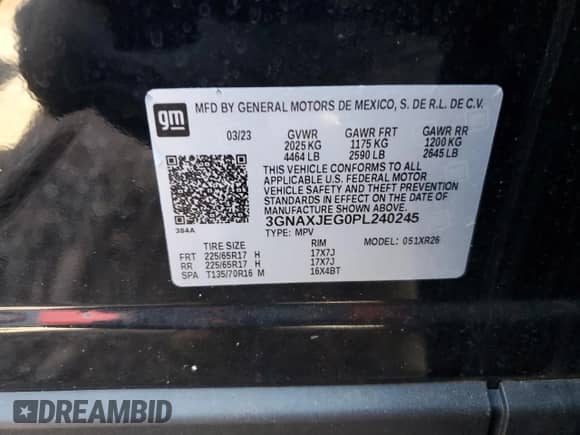 gm
MFD BY GENERAL MOTORS DE MEXICO, S. DE R.L. DE C.V.
03/23 GVWR GAWR FRT GAWR RR
2025 KG 1175 KG 1200 KG
4464 LB 2590 LB 2645 LB
THIS VEHICLE CONFORMS TO ALL
APPLICABLE U.S. FEDERAL MOTOR
VEHICLE SAFETY AND THEFT PREVENTION
STANDARDS IN EFFECT ON THE DATE OF
MANUFACTURE SHOWN ABOVE.
3GNAXJEG0PL240245
384A TYPE: MPV
TIRE SIZE RIM MODEL: 051XR26
FRT 225/65R17 H 17X7J
RR 225/65R17 H 17X7J
SPA T135/70R16 M 16X4BT
DREAMBID